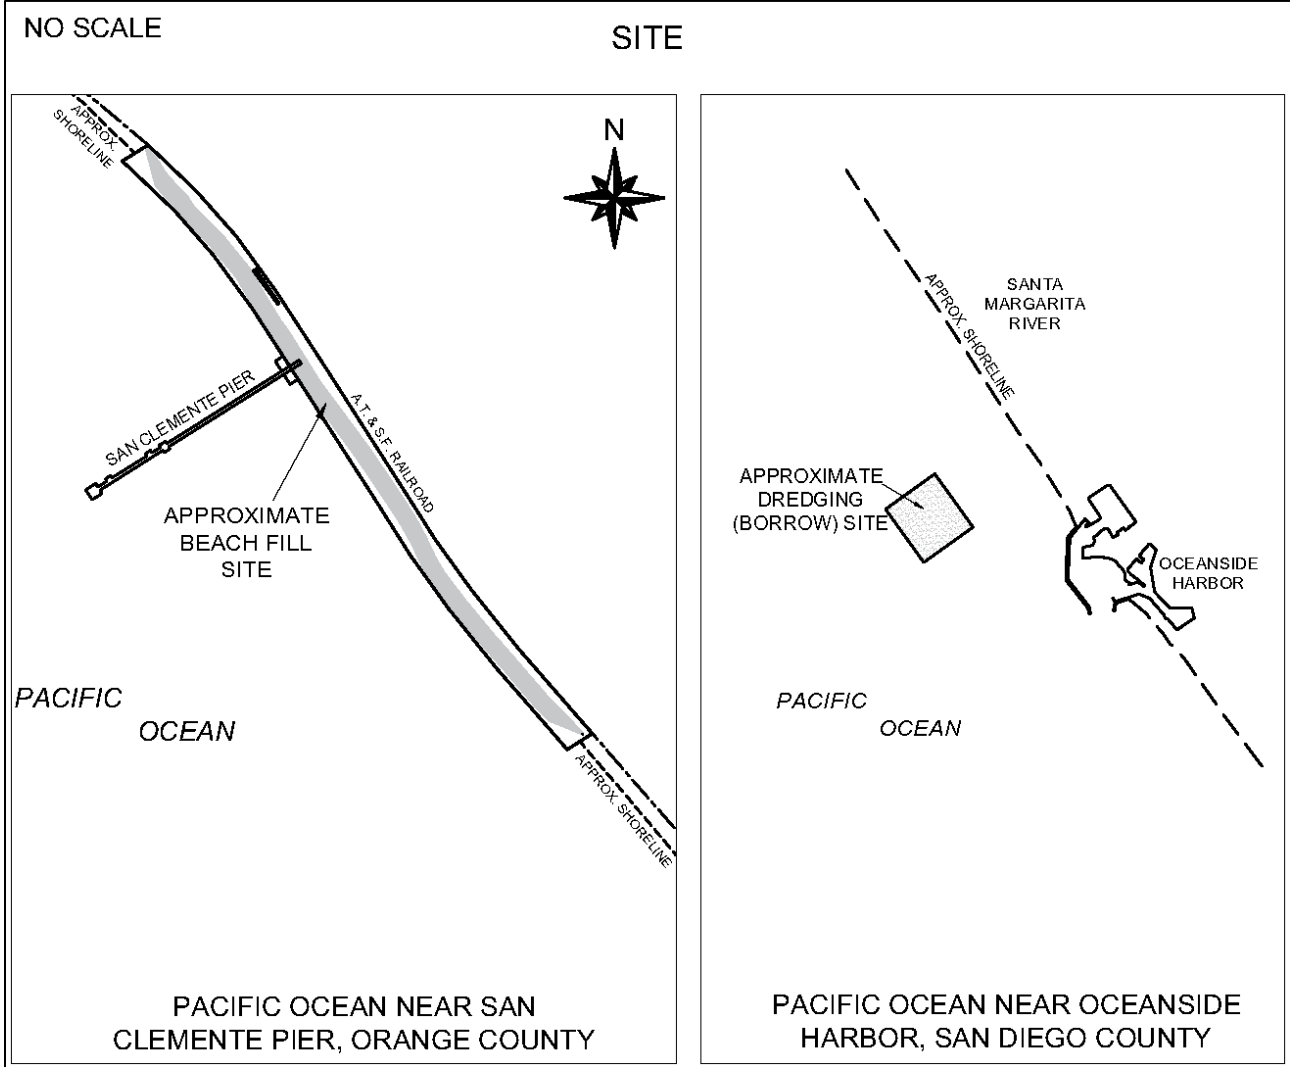 NO SCALE
SITE
APPROX.
SHORELINE
N
SAN CLEMENTE PIER
A.T. & S.F. RAILROAD
APPROXIMATE
BEACH FILL
SITE
PACIFIC
OCEAN
APPROX. SHORELINE
PACIFIC OCEAN NEAR SAN
CLEMENTE PIER, ORANGE COUNTY
APPROX. SHORELINE
SANTA
MARGARITA
RIVER
APPROXIMATE
DREDGING
(BORROW) SITE
OCEANSIDE
HARBOR
PACIFIC
OCEAN
PACIFIC OCEAN NEAR OCEANSIDE
HARBOR, SAN DIEGO COUNTY